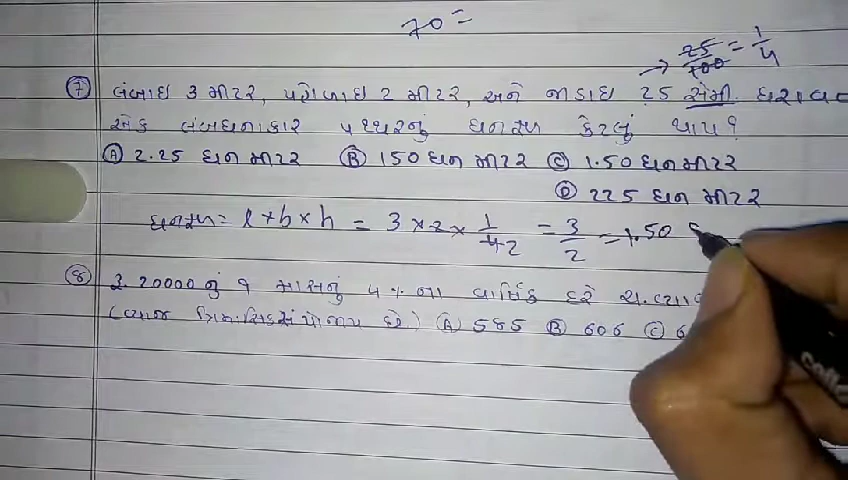 70 =
→ 25/100 = 1/4
⑦ લંબાઇ 3 મીટર, પહોળાઇ 2 મીટર, અને જાડાઇ 25 સેમી. ધરાવ
એક લંબઘનાકાર પથ્થરનું ઘનફળ કેટલું થાય?
Ⓐ 2.25 ઘન મીટર Ⓑ 150 ઘન મીટર Ⓒ 1.50 ઘન મીટર
Ⓓ 225 ઘન મીટર
ઘનફળ = l × b × h = 3 × 2 × 1/42 = 3/2 = 1.50
⑧ રૂ. 20000 નું 9 માસનું 4 % ના વાર્ષિક દરે ચ.વ્યા
(વ્યાજ ત્રિમાસિક ) Ⓐ 585 Ⓑ 606 Ⓒ 6